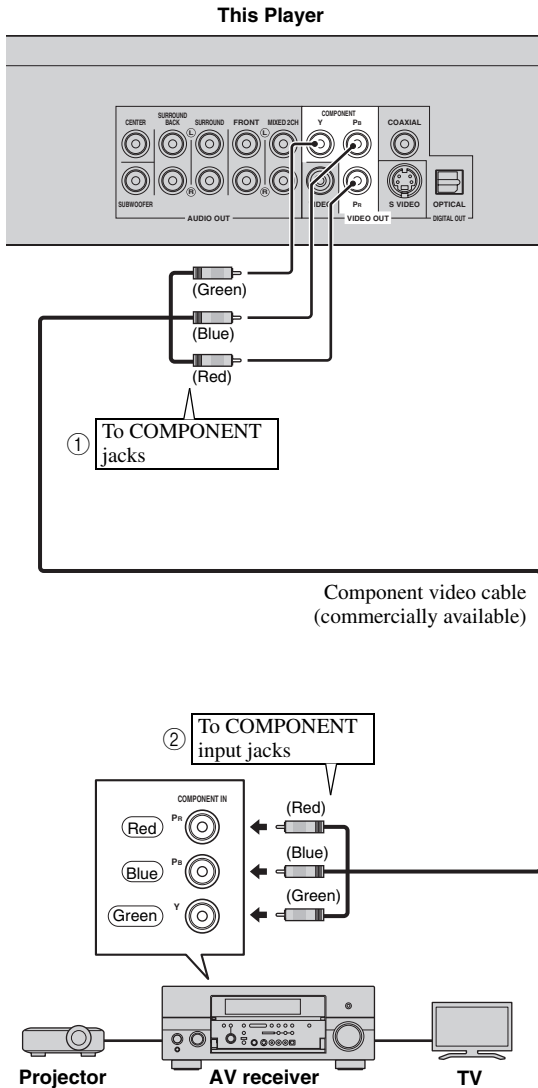 This Player
COMPONENT
CENTER SURROUND BACK SURROUND FRONT MIXED 2CH Y PB COAXIAL
L L
R R
SUBWOOFER VIDEO PR S VIDEO OPTICAL
AUDIO OUT VIDEO OUT DIGITAL OUT
(Green)
(Blue)
(Red)
1 To COMPONENT
jacks
Component video cable
(commercially available)
2 To COMPONENT
input jacks
COMPONENT IN
Red PR (Red)
Blue PB (Blue)
Green Y (Green)
Projector AV receiver TV